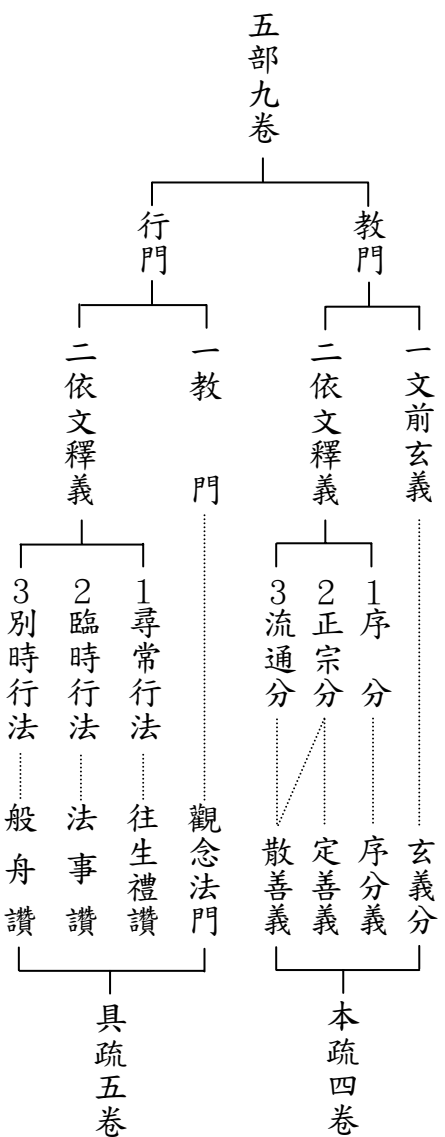 五部九卷
教門
行門
一文前玄義
二依文釋義
一教門
二依文釋義
1序分
2正宗分
3流通分
1尋常行法
2臨時行法
3別時行法
玄義分
序分義
定善義
散善義
觀念法門
往生禮讚
法事讚
般舟讚
本疏四卷
具疏五卷